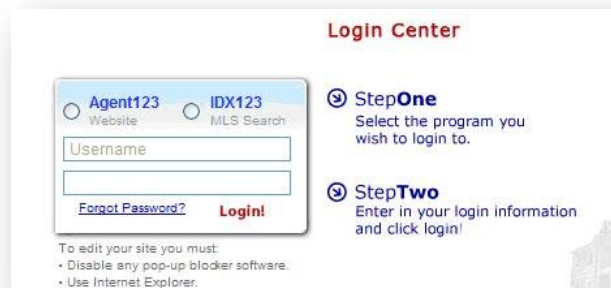 Login Center
Agent123
Website
IDX123
MLS Search
Username
Forgot Password?
Login!
To edit your site you must:
• Disable any pop-up blocker software.
• Use Internet Explorer.
StepOne
Select the program you
wish to login to.
StepTwo
Enter in your login information
and click login!